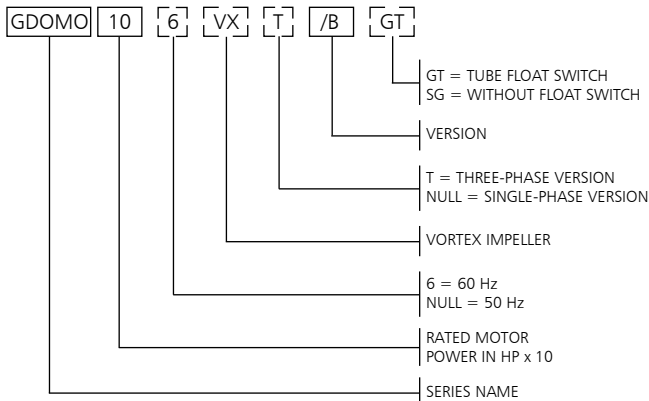 GDOMO 10 6 VX T /B GT
GT = TUBE FLOAT SWITCH
SG = WITHOUT FLOAT SWITCH
VERSION
T = THREE-PHASE VERSION
NULL = SINGLE-PHASE VERSION
VORTEX IMPELLER
6 = 60 Hz
NULL = 50 Hz
RATED MOTOR
POWER IN HP x 10
SERIES NAME